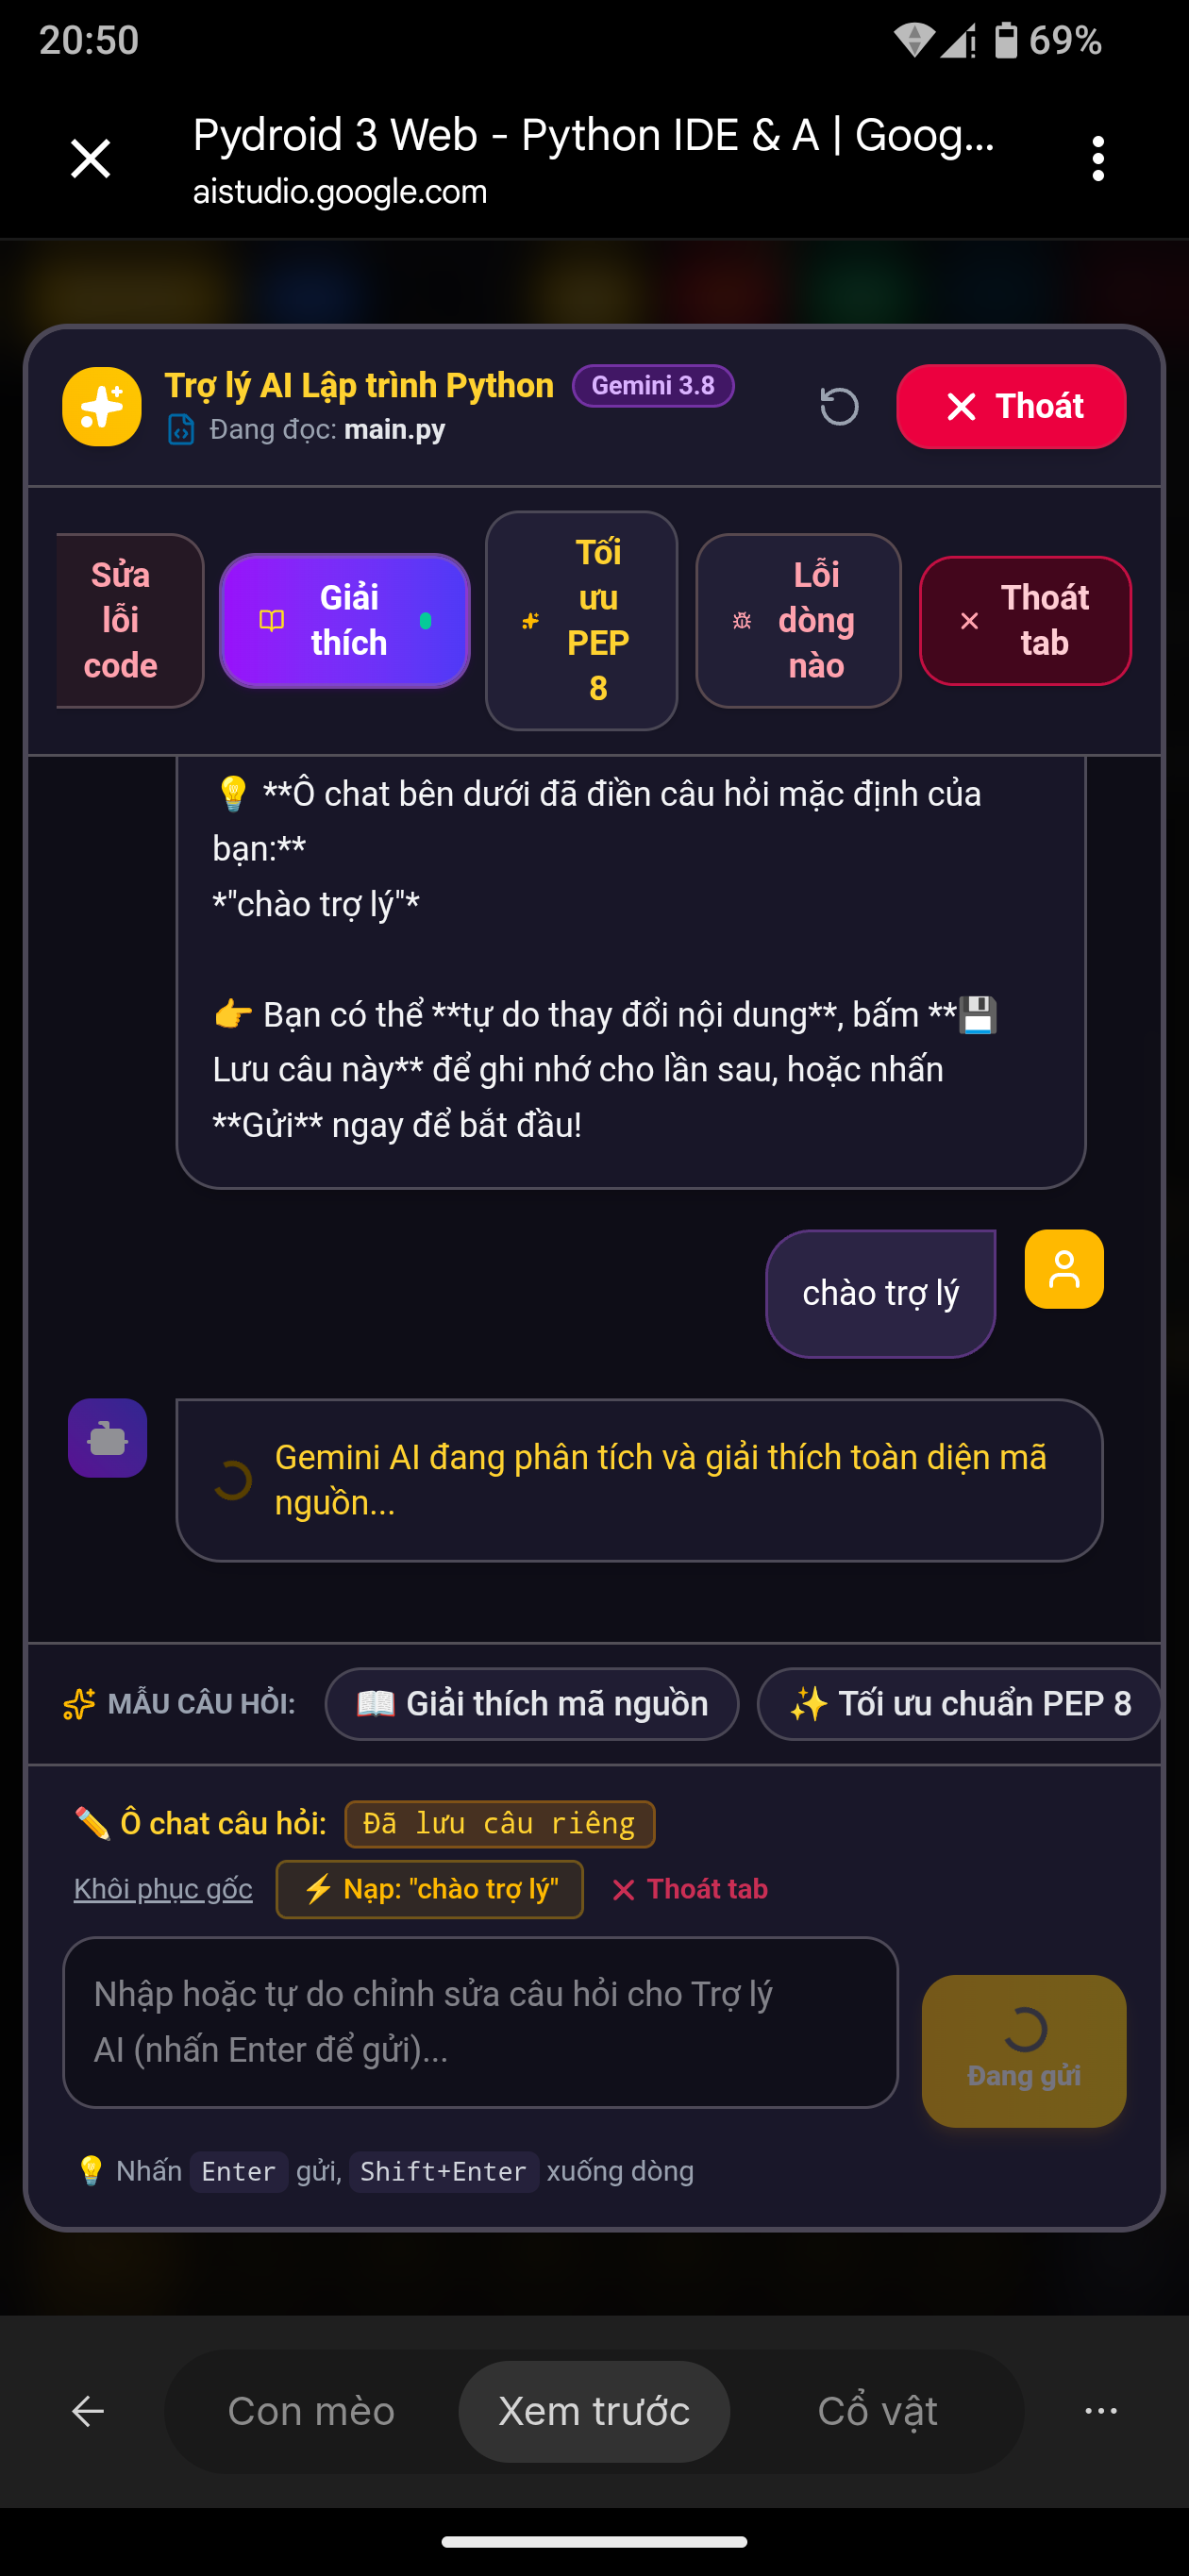 20:50
69%
Pydroid 3 Web - Python IDE & A | Goog...
aistudio.google.com
Trợ lý AI Lập trình Python
Gemini 3.8
Đang đọc: main.py
Thoát
Sửa
lỗi
code
Giải
thích
Tối
ưu
PEP
8
Lỗi
dòng
nào
Thoát
tab
💡 **Ô chat bên dưới đã điền câu hỏi mặc định của
bạn:**
*"chào trợ lý"*
👉 Bạn có thể **tự do thay đổi nội dung**, bấm **💾
Lưu câu này** để ghi nhớ cho lần sau, hoặc nhấn
**Gửi** ngay để bắt đầu!
chào trợ lý
Gemini AI đang phân tích và giải thích toàn diện mã
nguồn...
MẪU CÂU HỎI:
📖 Giải thích mã nguồn
✨ Tối ưu chuẩn PEP 8
✏️ Ô chat câu hỏi:
Đã lưu câu riêng
Khôi phục gốc
⚡ Nạp: "chào trợ lý"
Thoát tab
Nhập hoặc tự do chỉnh sửa câu hỏi cho Trợ lý
AI (nhấn Enter để gửi)...
Đang gửi
💡 Nhấn Enter gửi, Shift+Enter xuống dòng
Con mèo
Xem trước
Cổ vật